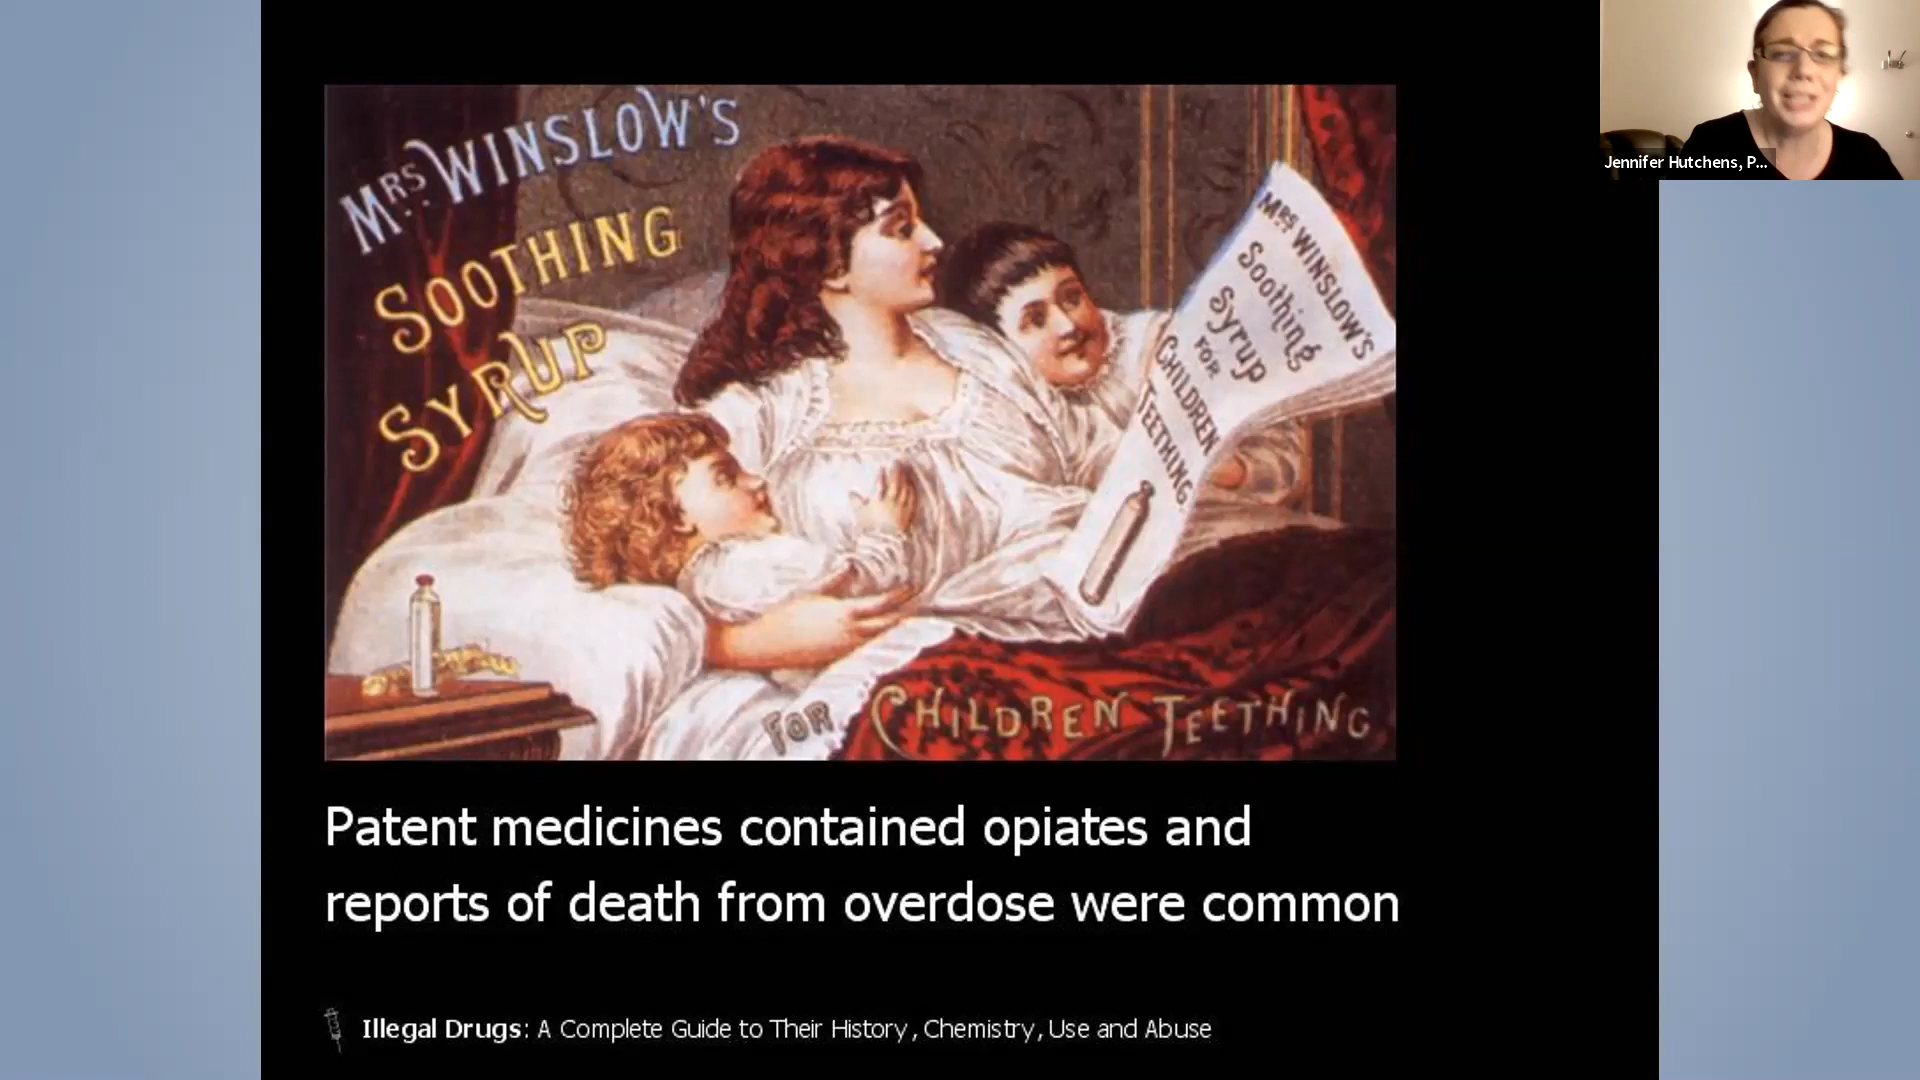 MRS WINSLOW'S
SOOTHING
SYRUP
MRS WINSLOW'S
Soothing
Syrup
FOR
CHILDREN
TEETHING
FOR CHILDREN TEETHING
Jennifer Hutchens, P...
Patent medicines contained opiates and
reports of death from overdose were common
Illegal Drugs: A Complete Guide to Their History, Chemistry, Use and Abuse